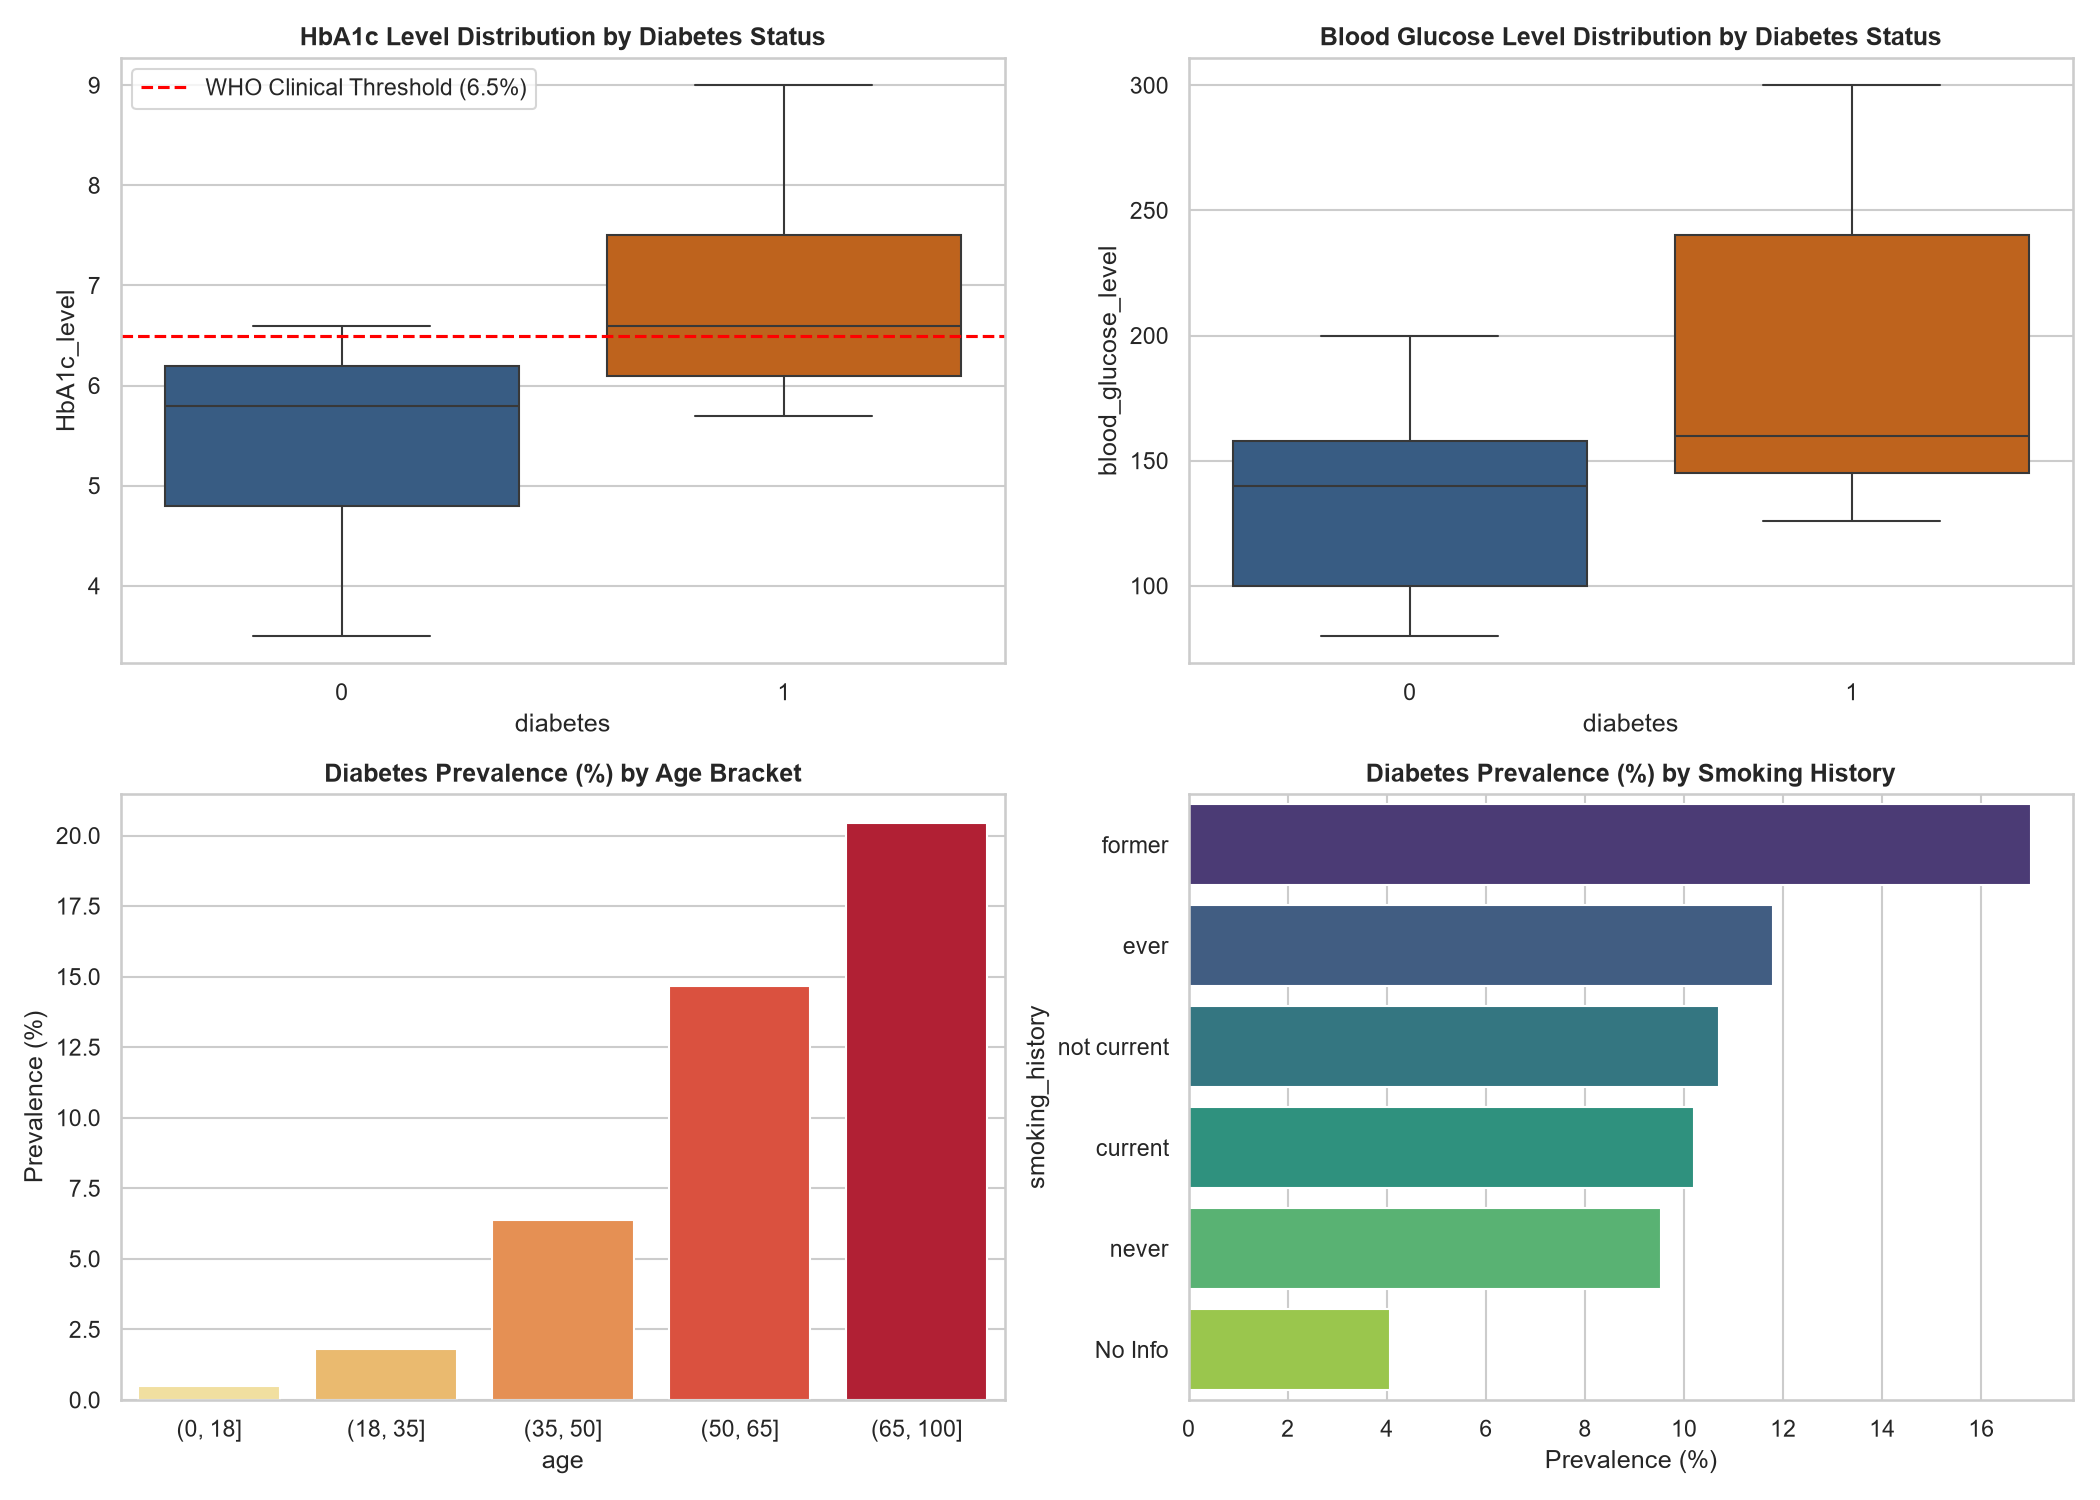 HbA1c Level Distribution by Diabetes Status
WHO Clinical Threshold (6.5%)
HbA1c_level
9
8
7
6
5
4
0
1
diabetes
Blood Glucose Level Distribution by Diabetes Status
blood_glucose_level
300
250
200
150
100
0
1
diabetes
Diabetes Prevalence (%) by Age Bracket
Prevalence (%)
20.0
17.5
15.0
12.5
10.0
7.5
5.0
2.5
0.0
(0, 18]
(18, 35]
(35, 50]
(50, 65]
(65, 100]
age
Diabetes Prevalence (%) by Smoking History
smoking_history
former
ever
not current
current
never
No Info
0
2
4
6
8
10
12
14
16
Prevalence (%)